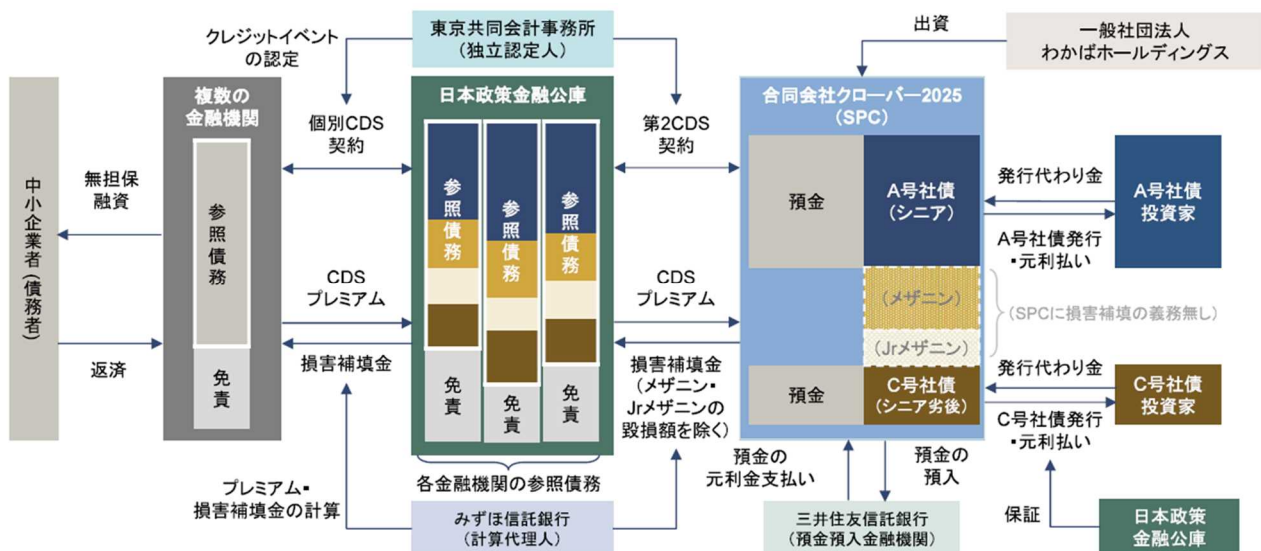 クレジットイベント
の認定
東京共同会計事務所
(独立認定人)
出資
一般社団法人
わかばホールディングス
中小企業者(債務者)
無担保
融資
返済
複数の
金融機関
参照債務
免責
個別CDS
契約
CDS
プレミアム
損害補填金
日本政策金融公庫
参照債務
参照債務
参照債務
免責
免責
免責
第2CDS
契約
CDS
プレミアム
損害補填金
(メザニン・
Jrメザニンの
毀損額を除く)
合同会社クローバー2025
(SPC)
預金
A号社債
(シニア)
(メザニン)
(Jrメザニン)
預金
C号社債
(シニア劣後)
(SPCに損害補填の義務無し)
発行代わり金
A号社債発行
・元利払い
A号社債
投資家
発行代わり金
C号社債発行
・元利払い
C号社債
投資家
各金融機関の参照債務
プレミアム・
損害補填金の計算
みずほ信託銀行
(計算代理人)
預金の
元利金支払い
預金の
預入
三井住友信託銀行
(預金預入金融機関)
保証
日本政策
金融公庫